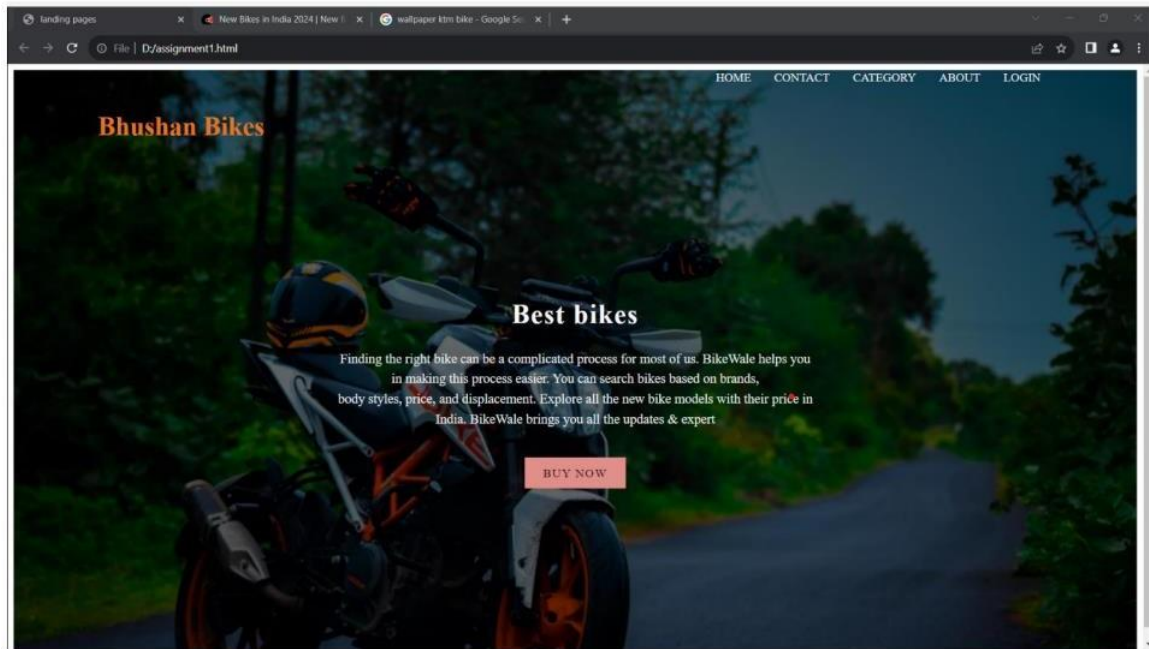 landing pages
New Bikes in India 2024 | New B
wallpaper ktm bike - Google Se
File | D:/assignment1.html
HOME CONTACT CATEGORY ABOUT LOGIN
Bhushan Bikes
Best bikes
Finding the right bike can be a complicated process for most of us. BikeWale helps you
in making this process easier. You can search bikes based on brands,
body styles, price, and displacement. Explore all the new bike models with their price in
India. BikeWale brings you all the updates & expert
BUY NOW